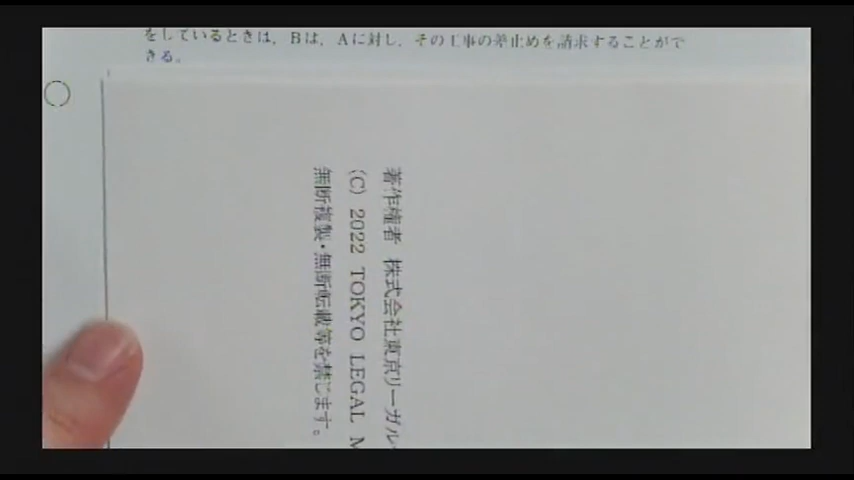 をしているときは，Ｂは，Ａに対し，その工事の差止めを請求することがで
きる。
著作権者 株式会社東京リーガル
(C) 2022 TOKYO LEGAL M
無断複製・無断転載等を禁じます。